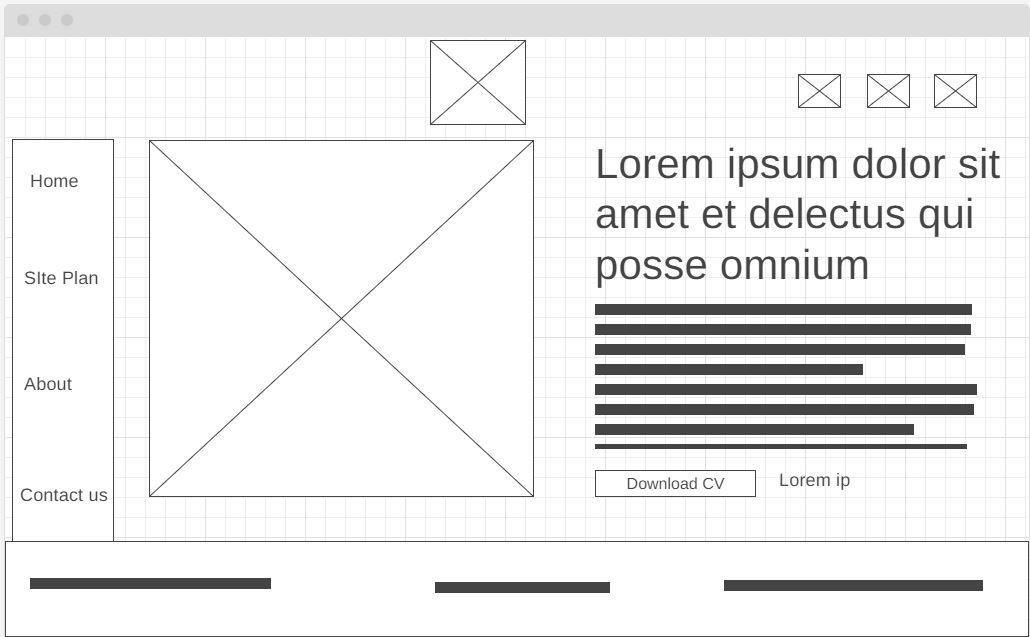 Home
SIte Plan
About
Contact us
Lorem ipsum dolor sit
amet et delectus qui
posse omnium
Download CV
Lorem ip